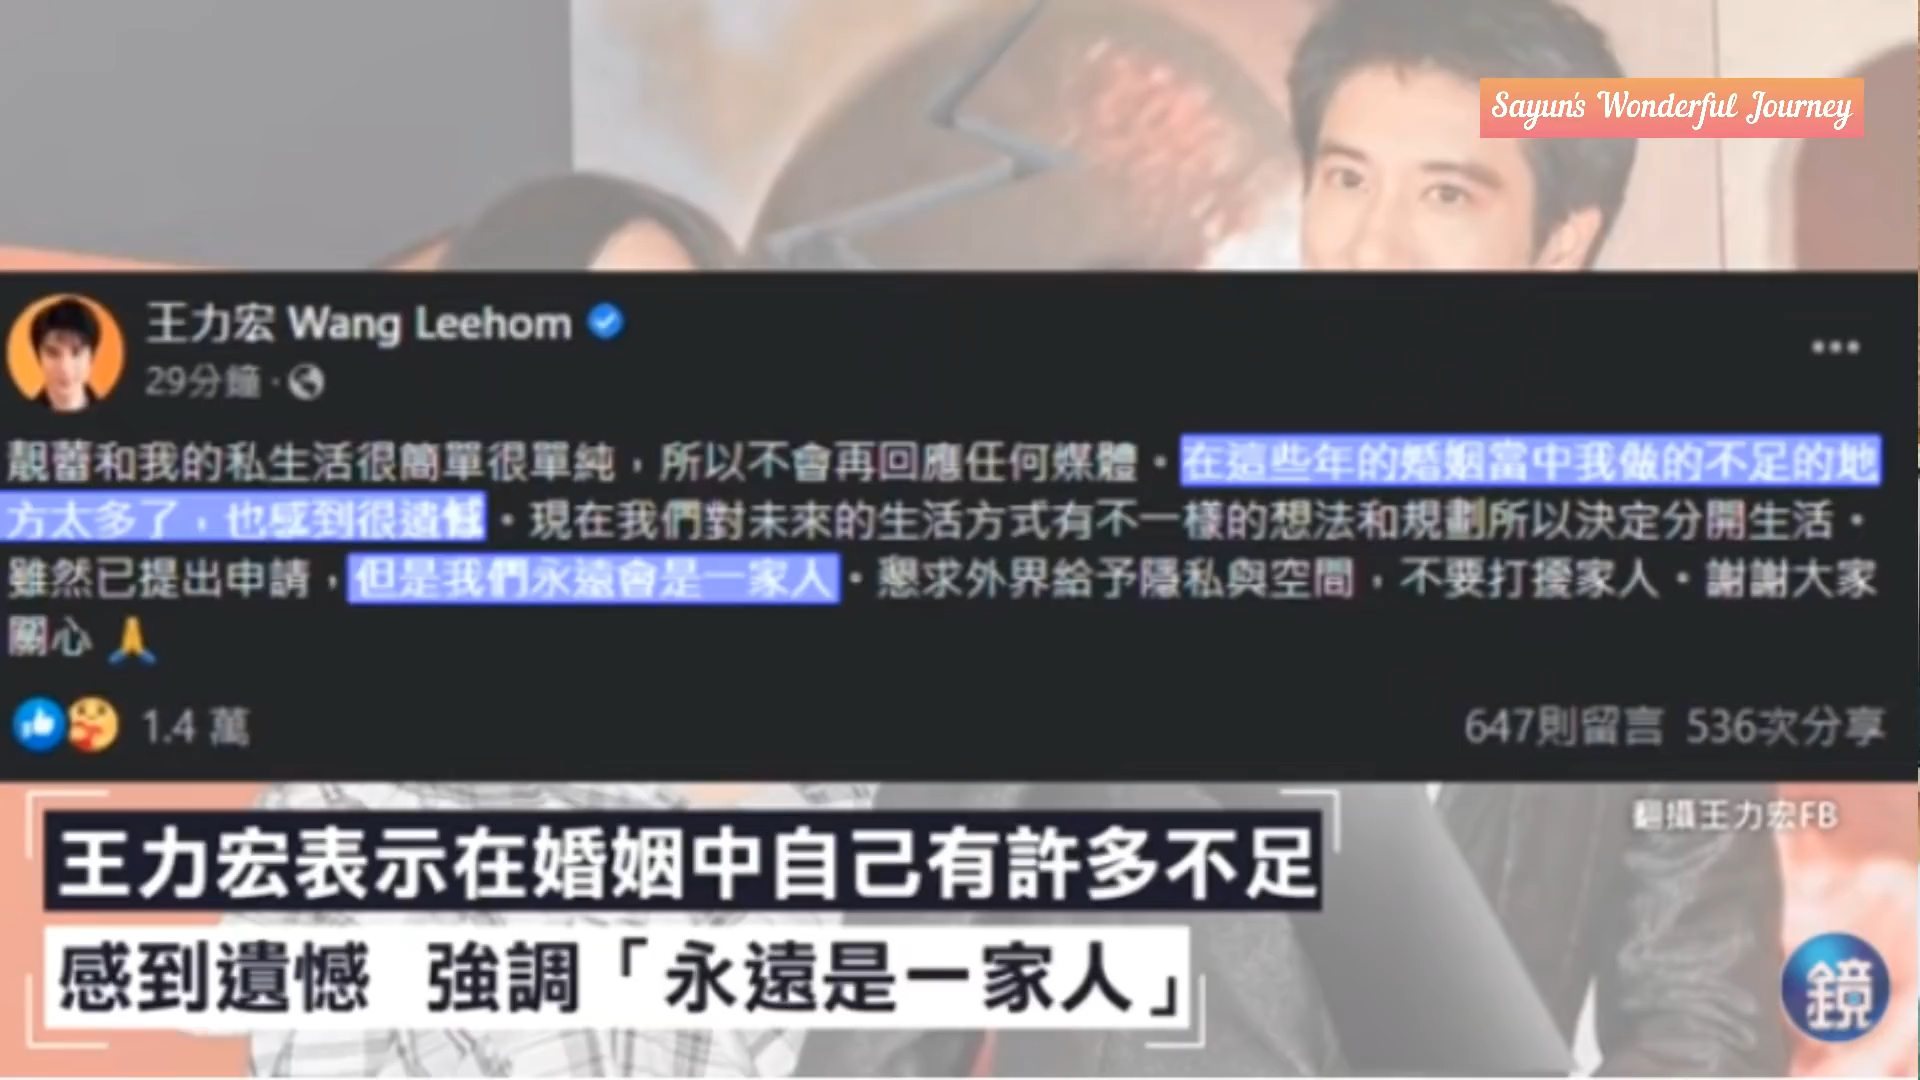 Sayun's Wonderful Journey
王力宏 Wang Leehom
29分鐘
靚蕾和我的私生活很簡單很單純，所以不會再回應任何媒體。在這些年的婚姻當中我做的不足的地
方太多了，也感到很遺憾。現在我們對未來的生活方式有不一樣的想法和規劃所以決定分開生活。
雖然已提出申請，但是我們永遠會是一家人。懇求外界給予隱私與空間，不要打擾家人。謝謝大家
關心 🙏
1.4 萬
647則留言 536次分享
翻攝王力宏FB
王力宏表示在婚姻中自己有許多不足
感到遺憾 強調「永遠是一家人」
鏡